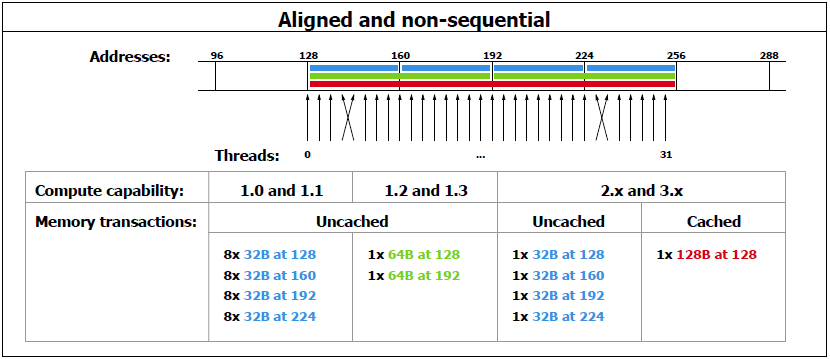 Aligned and non-sequential
Addresses: 96 128 160 192 224 256 288
Threads: 0 ... 31
Compute capability: 1.0 and 1.1 1.2 and 1.3 2.x and 3.x
Memory transactions: Uncached Uncached Cached
8x 32B at 128 1x 64B at 128 1x 32B at 128 1x 128B at 128
8x 32B at 160 1x 64B at 192 1x 32B at 160
8x 32B at 192 1x 32B at 192
8x 32B at 224 1x 32B at 224